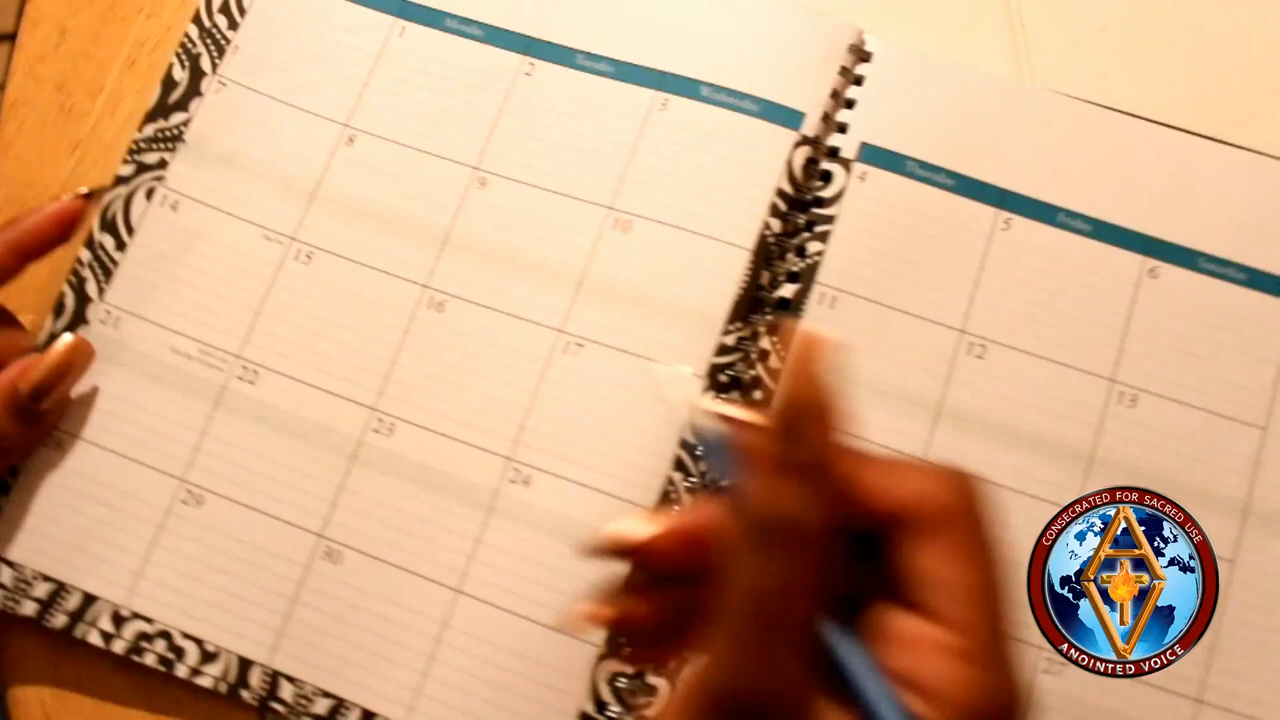 Monday Tuesday Wednesday
Thursday Friday Saturday
1 2 3
4 5 6
7 8 9 10
11 12 13
14 15 16 17
21 22 23 24
29 30
CONSECRATED FOR SACRED USE
ANOINTED VOICE